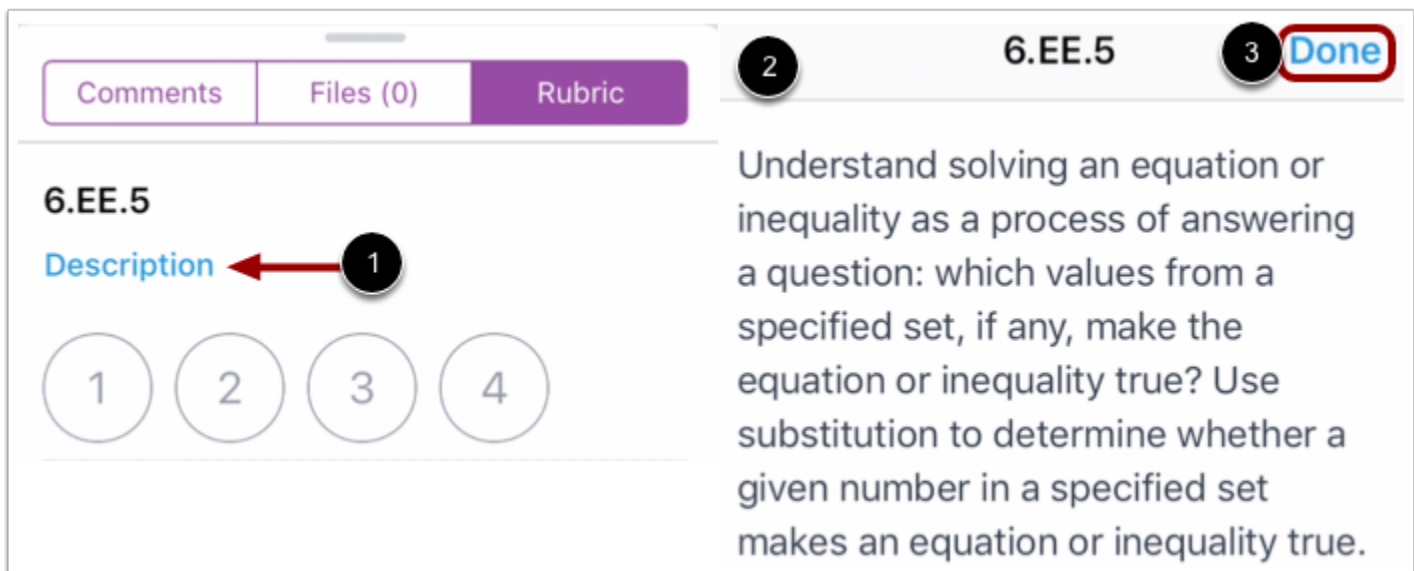 Comments Files (0) Rubric
6.EE.5
Description 1
1 2 3 4
2 6.EE.5 3 Done
Understand solving an equation or
inequality as a process of answering
a question: which values from a
specified set, if any, make the
equation or inequality true? Use
substitution to determine whether a
given number in a specified set
makes an equation or inequality true.